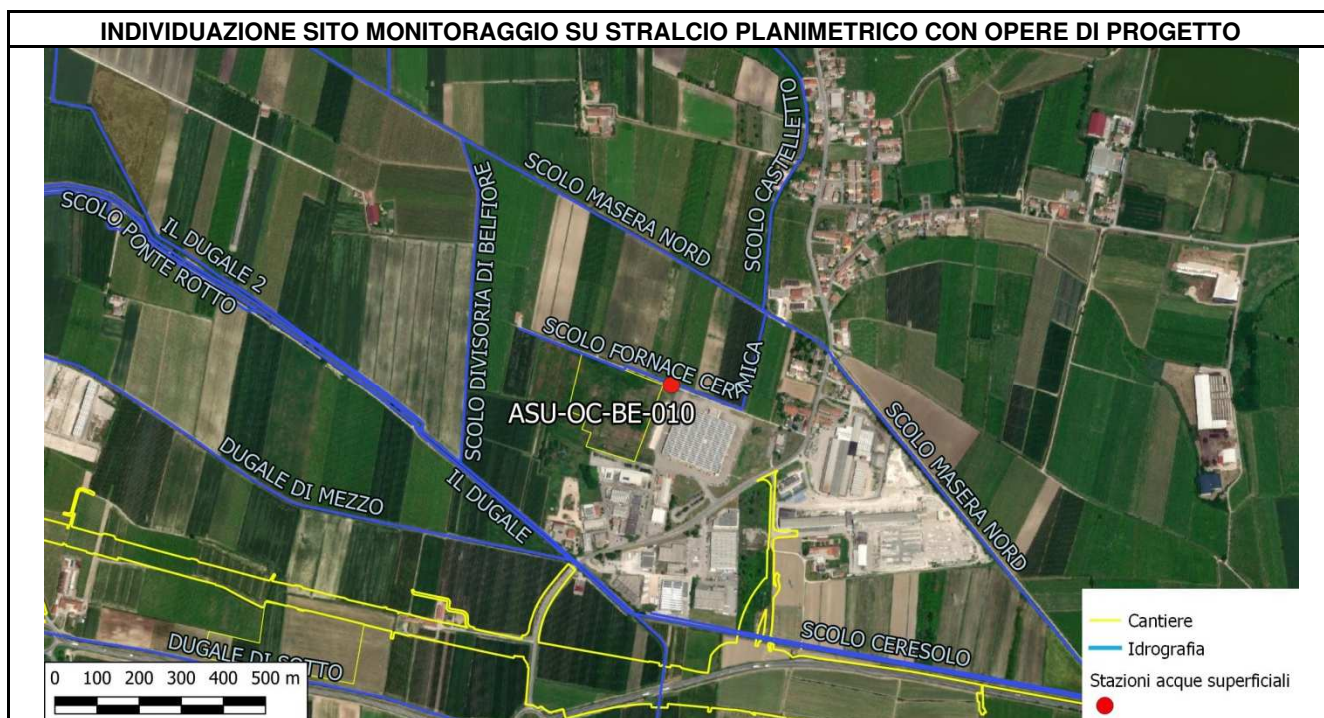 INDIVIDUAZIONE SITO MONITORAGGIO SU STRALCIO PLANIMETRICO CON OPERE DI PROGETTO
SCOLO CASTELLETTO
SCOLO MASERA NORD
SCOLO DIVISORIA DI BELFIORE
IL DUGALE 2
SCOLO PONTE ROTTO
SCOLO FORNACE CERAMICA
ASU-OC-BE-010
DUGALE DI MEZZO
IL DUGALE
SCOLO MASERA NORD
SCOLO CERESOLO
DUGALE DI SOTTO
0 100 200 300 400 500 m
Cantiere
Idrografia
Stazioni acque superficiali